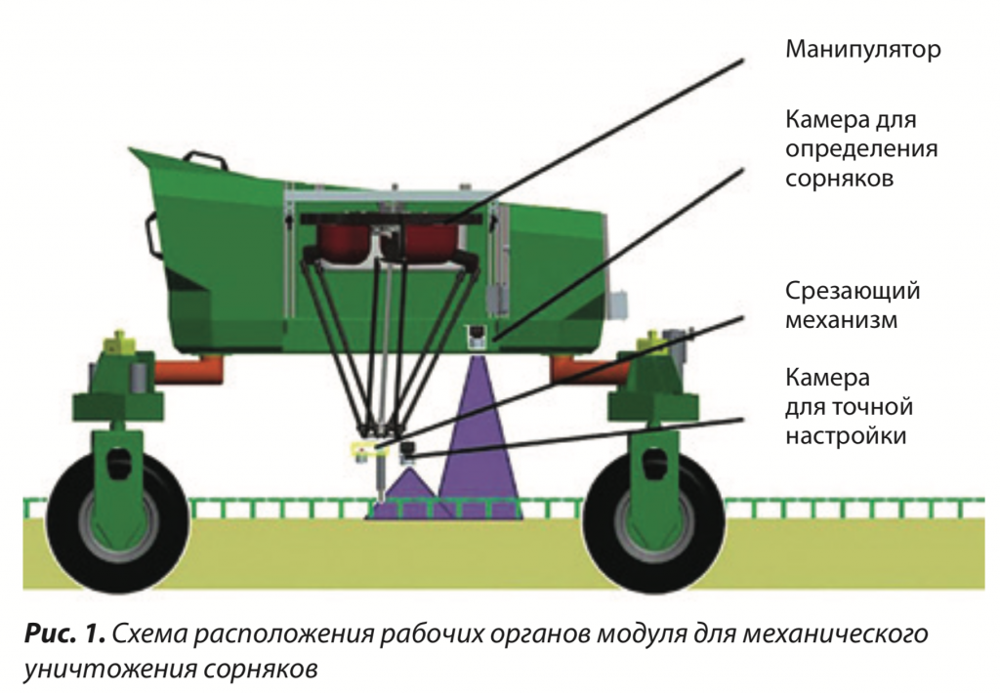 Манипулятор
Камера для
определения
сорняков
Срезающий
механизм
Камера
для точной
настройки
Рис. 1. Схема расположения рабочих органов модуля для механического
уничтожения сорняков